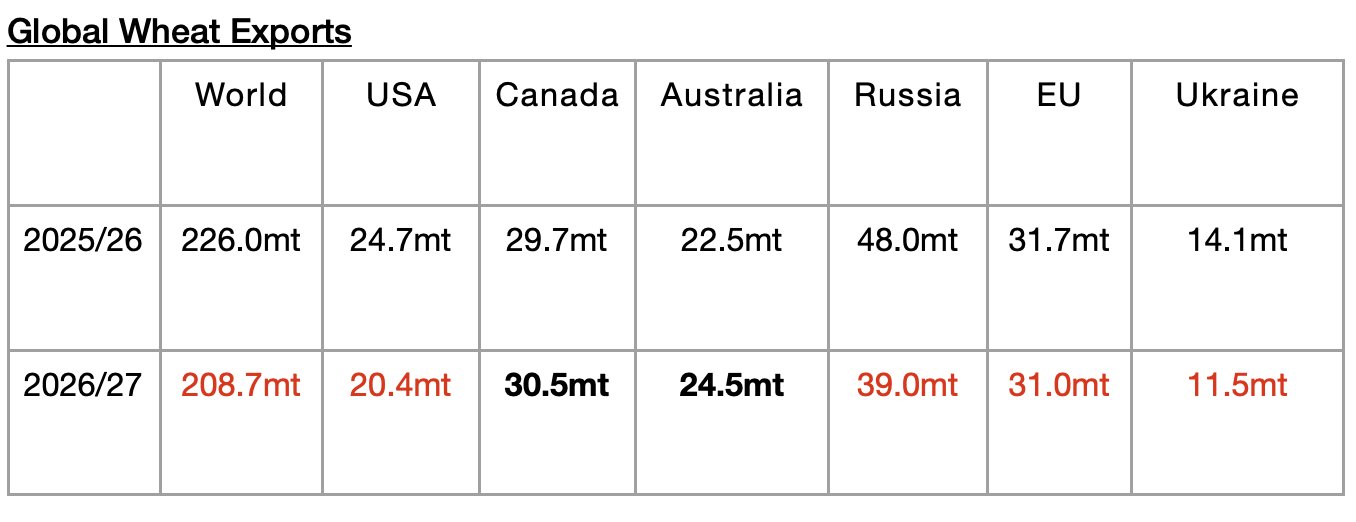 Global Wheat Exports
World USA Canada Australia Russia EU Ukraine
2025/26 226.0mt 24.7mt 29.7mt 22.5mt 48.0mt 31.7mt 14.1mt
2026/27 208.7mt 20.4mt 30.5mt 24.5mt 39.0mt 31.0mt 11.5mt